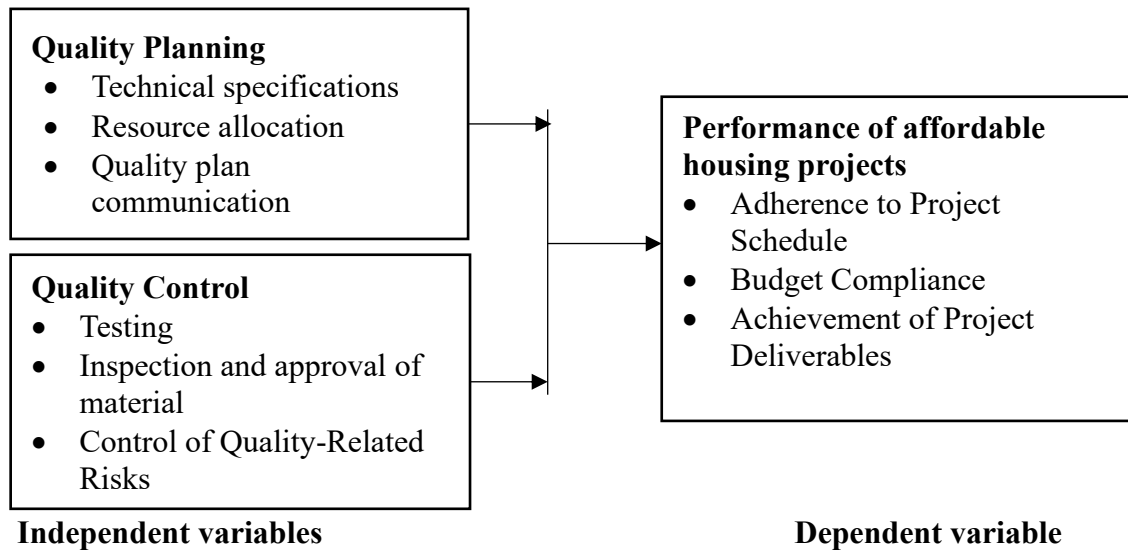 Quality Planning
• Technical specifications
• Resource allocation
• Quality plan
communication
Quality Control
• Testing
• Inspection and approval of
material
• Control of Quality-Related
Risks
Independent variables
Performance of affordable
housing projects
• Adherence to Project
Schedule
• Budget Compliance
• Achievement of Project
Deliverables
Dependent variable